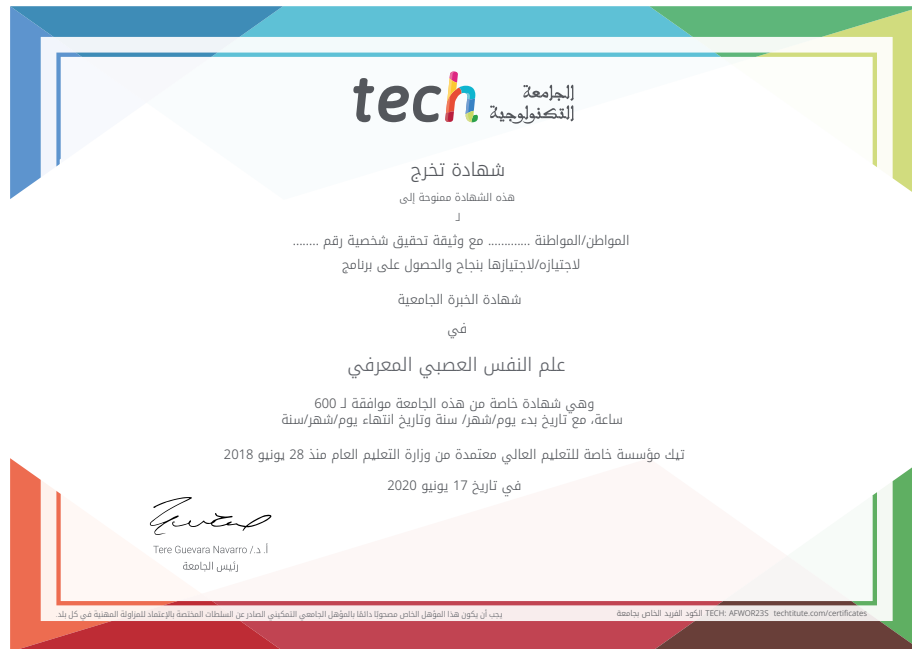 tech الجامعة
التكنولوجية
شهادة تخرج
هذه الشهادة ممنوحة إلى
لـ
المواطن/المواطنة ............ مع وثيقة تحقيق شخصية رقم ........
لاجتيازه/لاجتيازها بنجاح والحصول على برنامج
شهادة الخبرة الجامعية
في
علم النفس العصبي المعرفي
وهي شهادة خاصة من هذه الجامعة موافقة لـ 600
ساعة، مع تاريخ بدء يوم/شهر/ سنة وتاريخ انتهاء يوم/شهر/سنة
تيك مؤسسة خاصة للتعليم العالي معتمدة من وزارة التعليم العام منذ 28 يونيو 2018
في تاريخ 17 يونيو 2020
أ. د./ Tere Guevara Navarro
رئيس الجامعة
يجب أن يكون هذا المؤهل الخاص مصحوبًا دائمًا بالمؤهل الجامعي التمكيني الصادر عن السلطات المختصة بالإعتماد للمزاولة المهنية في كل بلد.
الكود الفريد الخاص بجامعة TECH: AFWOR23S techtitute.com/certificates